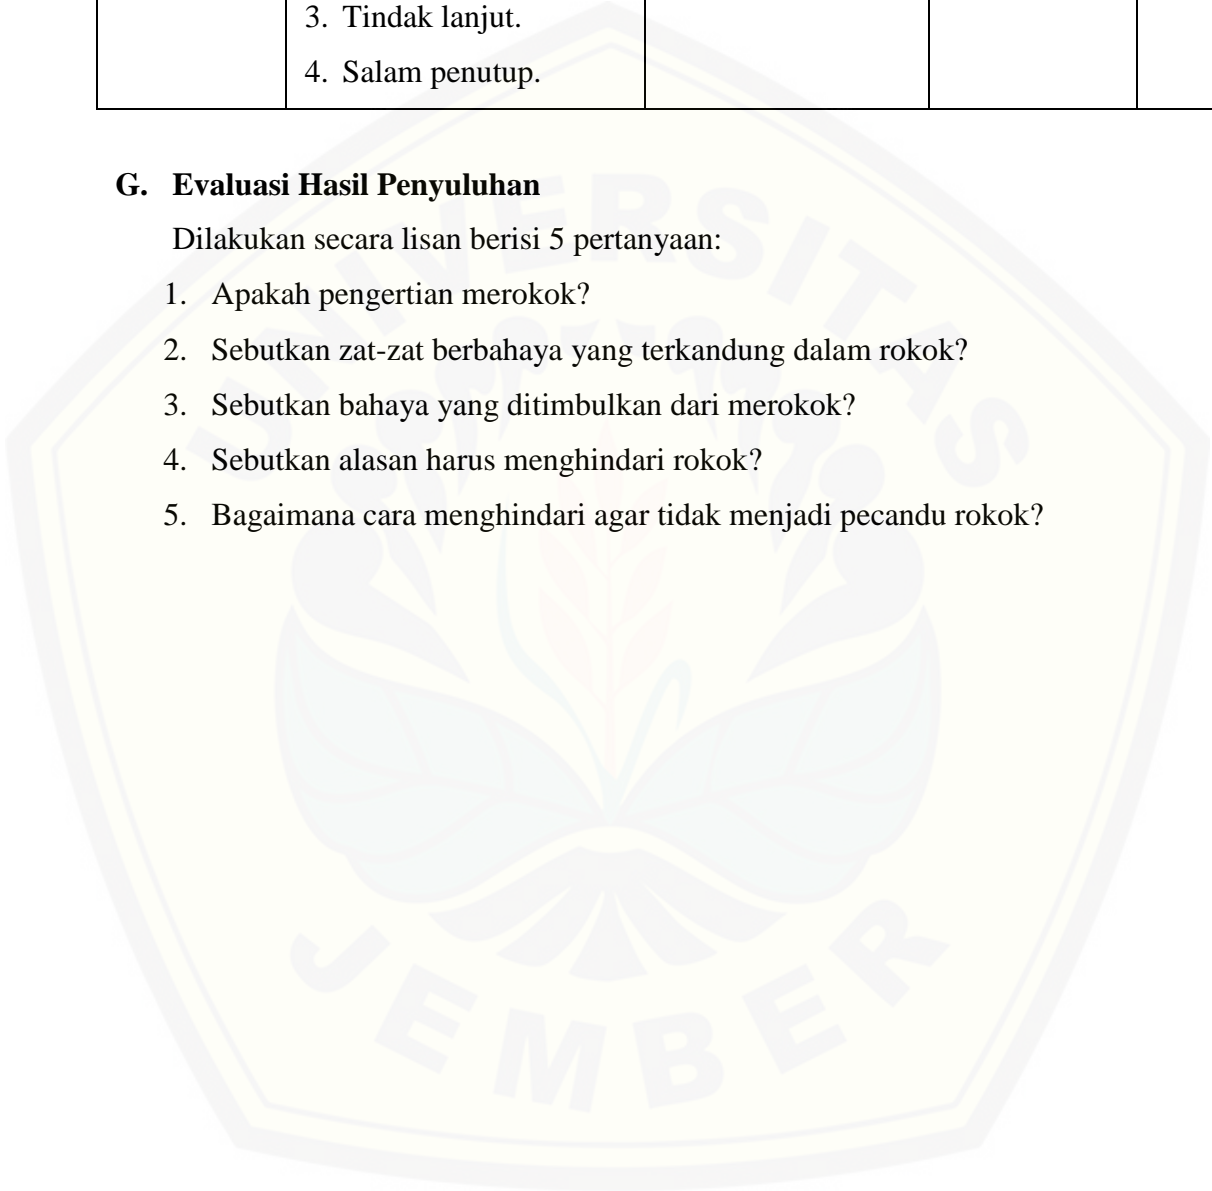 3. Tindak lanjut.
4. Salam penutup.
G. Evaluasi Hasil Penyuluhan
Dilakukan secara lisan berisi 5 pertanyaan:
1. Apakah pengertian merokok?
2. Sebutkan zat-zat berbahaya yang terkandung dalam rokok?
3. Sebutkan bahaya yang ditimbulkan dari merokok?
4. Sebutkan alasan harus menghindari rokok?
5. Bagaimana cara menghindari agar tidak menjadi pecandu rokok?
UNIVERSITAS
JEMBER